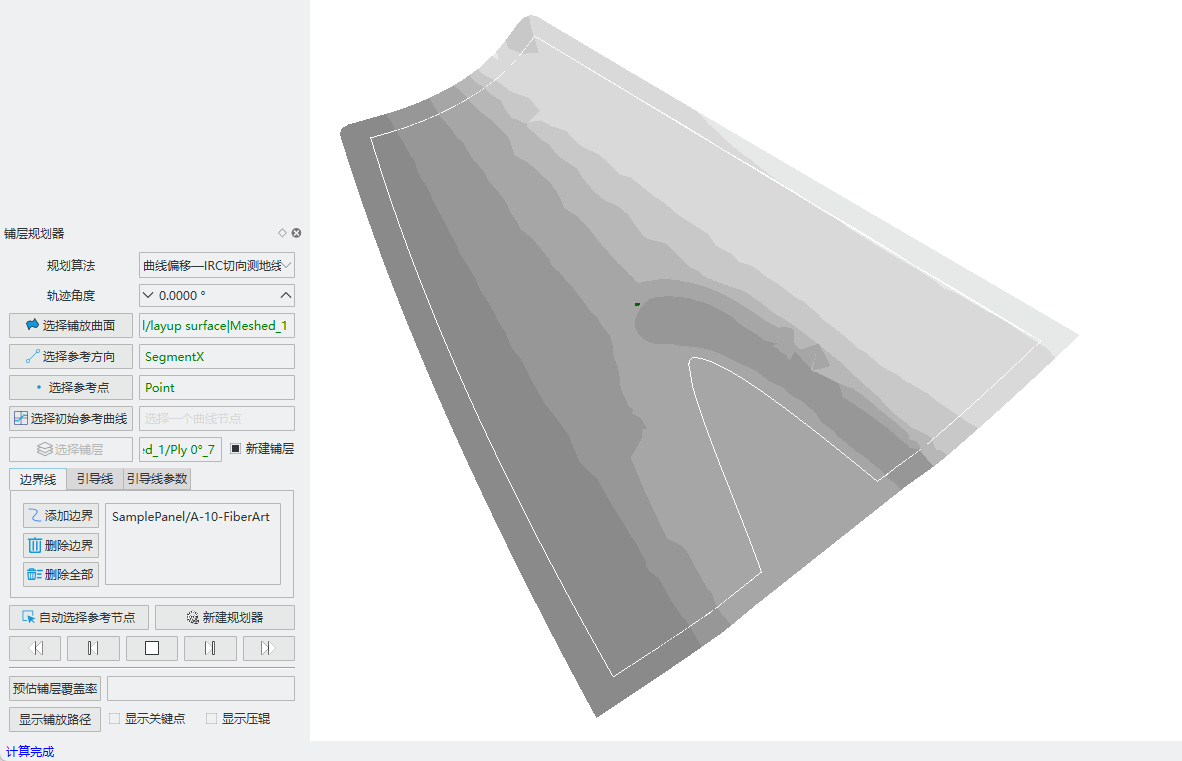 铺层规划器
规划算法 曲线偏移—IRC切向测地线
轨迹角度 0.0000 °
选择铺放曲面 l/layup surface|Meshed_1
选择参考方向 SegmentX
选择参考点 Point
选择初始参考曲线 选择一个曲线节点
选择铺层 :d_1/Ply 0°_7 新建铺层
边界线 引导线 引导线参数
添加边界 SamplePanel/A-10-FiberArt
删除边界
删除全部
自动选择参考节点 新建规划器
预估铺层覆盖率
显示铺放路径 显示关键点 显示压辊
计算完成